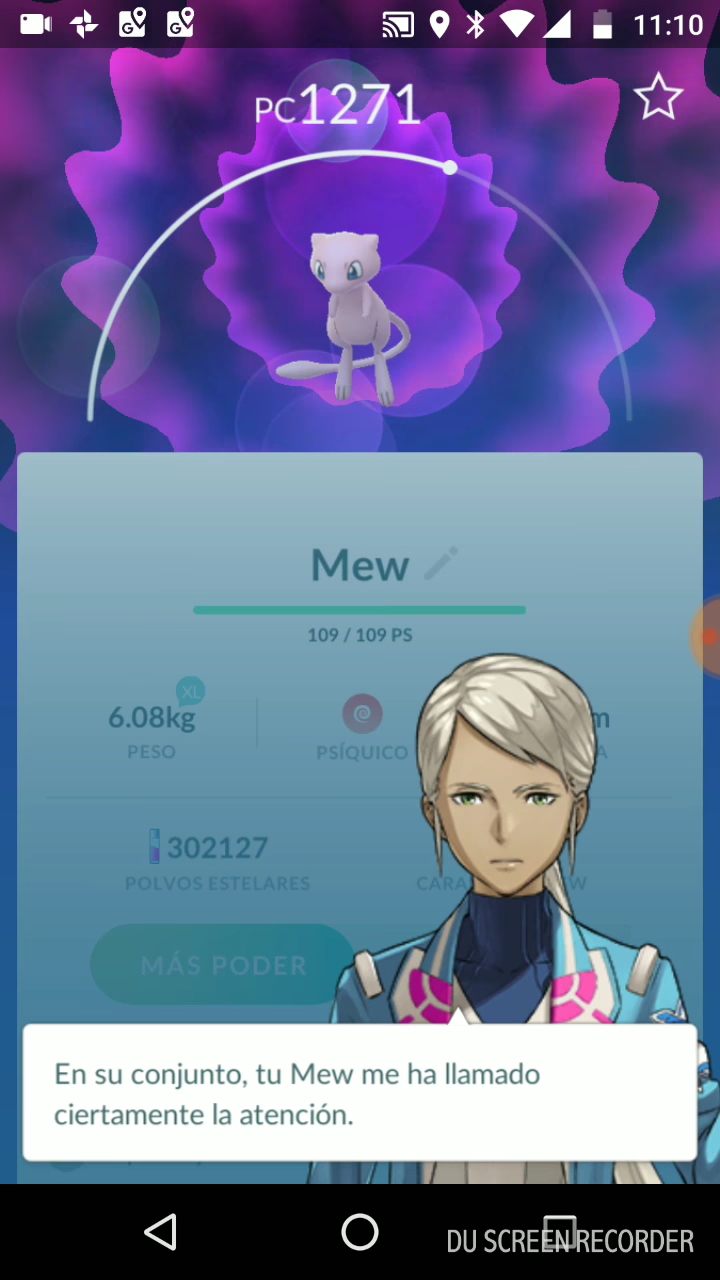 11:10
PC1271
Mew
109 / 109 PS
XL
6.08kg
PESO
PSÍQUICO
m
A
302127
POLVOS ESTELARES
CARA
W
MÁS PODER
En su conjunto, tu Mew me ha llamado
ciertamente la atención.
DU SCREEN RECORDER